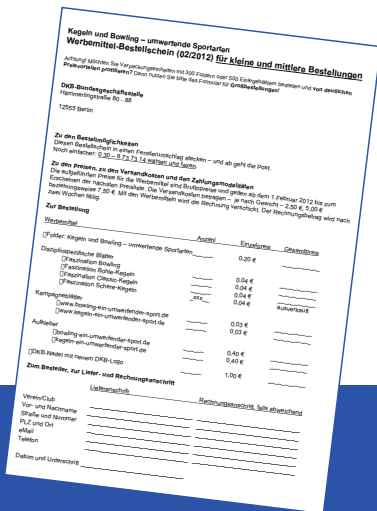 Kegeln und Bowling – umwerfende Sportarten
Werbemittel-Bestellschein (02/2012) für kleine und mittlere Bestellungen
Achtung! Möchten Sie Verpackungseinheiten mit 300 Foldern oder 500 Einlegeblättern bestellen und von deutlichen
Preisvorteilen profitieren? Dann nutzen Sie bitte das Formular für Großbestellungen!
DKB-Bundesgeschäftsstelle
Hämmerlingstraße 80 - 88
12555 Berlin
Zu den Bestellmöglichkeiten
Diesen Bestellschein in einen Fensterumschlag stecken – und ab geht die Post.
Noch einfacher: 0 30 – 8 73 73 14 wählen und faxen.
Zu den Preisen, zu den Versandkosten und den Zahlungsmodalitäten
Die aufgeführten Preise für die Werbemittel sind Bruttopreise und gelten ab dem 1. Februar 2012 bis zum
Erscheinen der nächsten Preisliste. Die Versandkosten betragen – je nach Gewicht – 2,50 €, 5,00 €
beziehungsweise 7,50 €. Mit den Werbemitteln wird die Rechnung verschickt. Der Rechnungsbetrag wird nach
zwei Wochen fällig.
Zur Bestellung
Werbemittel Anzahl Einzelpreis Gesamtpreis
Folder: Kegeln und Bowling – umwerfende Sportarten 0,20 €
Disziplinspezifische Blätter
Faszination Bowling 0,04 €
Faszination Bohle-Kegeln 0,04 €
Faszination Classic-Kegeln 0,04 €
Faszination Schere-Kegeln xxx 0,04 € ausverkauft
Kampagneblätter
www.bowling-ein-umwerfender-sport.de 0,03 €
www.kegeln-ein-umwerfender-sport.de 0,03 €
Aufkleber
bowling-ein-umwerfender-sport.de 0,40 €
kegeln-ein-umwerfender-sport.de 0,40 €
DKB-Nadel mit neuem DKB-Logo 1,00 €
Zum Besteller, zur Liefer- und Rechnungsanschrift
Lieferanschrift Rechnungsanschrift, falls abweichend
Verein/Club
Vor- und Nachname
Straße und Nummer
PLZ und Ort
eMail
Telefon
Datum und Unterschrift